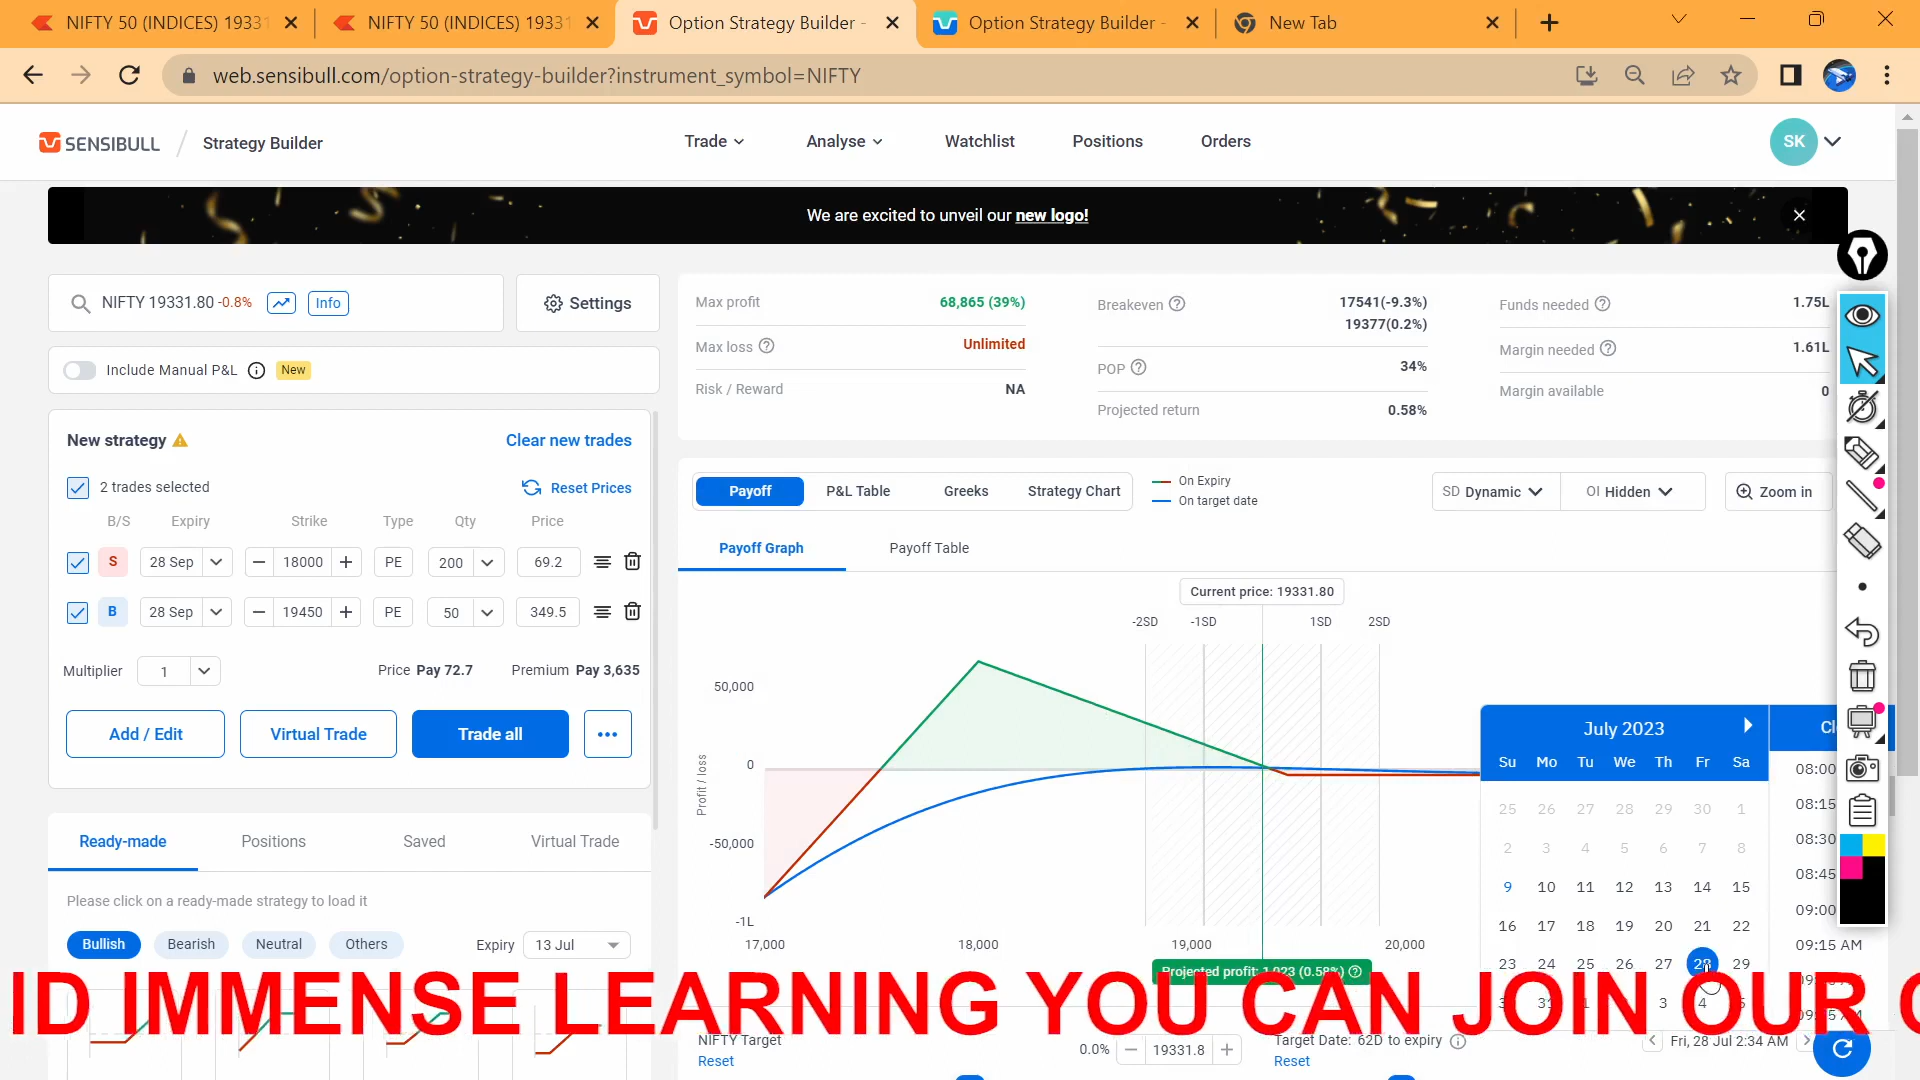 NIFTY 50 (INDICES) 1933
NIFTY 50 (INDICES) 1933
Option Strategy Builder -
Option Strategy Builder -
New Tab
web.sensibull.com/option-strategy-builder?instrument_symbol=NIFTY
SENSIBULL / Strategy Builder
Trade
Analyse
Watchlist
Positions
Orders
SK
We are excited to unveil our new logo!
NIFTY 19331.80 -0.8%
Info
Settings
Include Manual P&L
New
New strategy
Clear new trades
2 trades selected
Reset Prices
B/S Expiry Strike Type Qty Price
S 28 Sep 18000 PE 200 69.2
B 28 Sep 19450 PE 50 349.5
Multiplier 1
Price Pay 72.7
Premium Pay 3,635
Add / Edit
Virtual Trade
Trade all
Ready-made
Positions
Saved
Virtual Trade
Please click on a ready-made strategy to load it
Bullish
Bearish
Neutral
Others
Expiry 13 Jul
Max profit 68,865 (39%)
Max loss Unlimited
Risk / Reward NA
Breakeven 17541(-9.3%)
19377(0.2%)
POP 34%
Projected return 0.58%
Funds needed 1.75L
Margin needed 1.61L
Margin available 0
Payoff
P&L Table
Greeks
Strategy Chart
On Expiry
On target date
SD Dynamic
OI Hidden
Zoom in
Payoff Graph
Payoff Table
Current price: 19331.80
-2SD -1SD 1SD 2SD
Profit / loss
50,000
0
-50,000
-1L
17,000 18,000 19,000 20,000
Projected profit: 1,023 (0.58%)
July 2023
Su Mo Tu We Th Fr Sa
25 26 27 28 29 30 1
2 3 4 5 6 7 8
9 10 11 12 13 14 15
16 17 18 19 20 21 22
23 24 25 26 27 28 29
3 4
08:00
08:15
08:30
08:45
09:00
09:15 AM
ID IMMENSE LEARNING YOU CAN JOIN OUR
NIFTY Target
Reset
0.0% 19331.8
Target Date: 62D to expiry
Reset
Fri, 28 Jul 2:34 AM